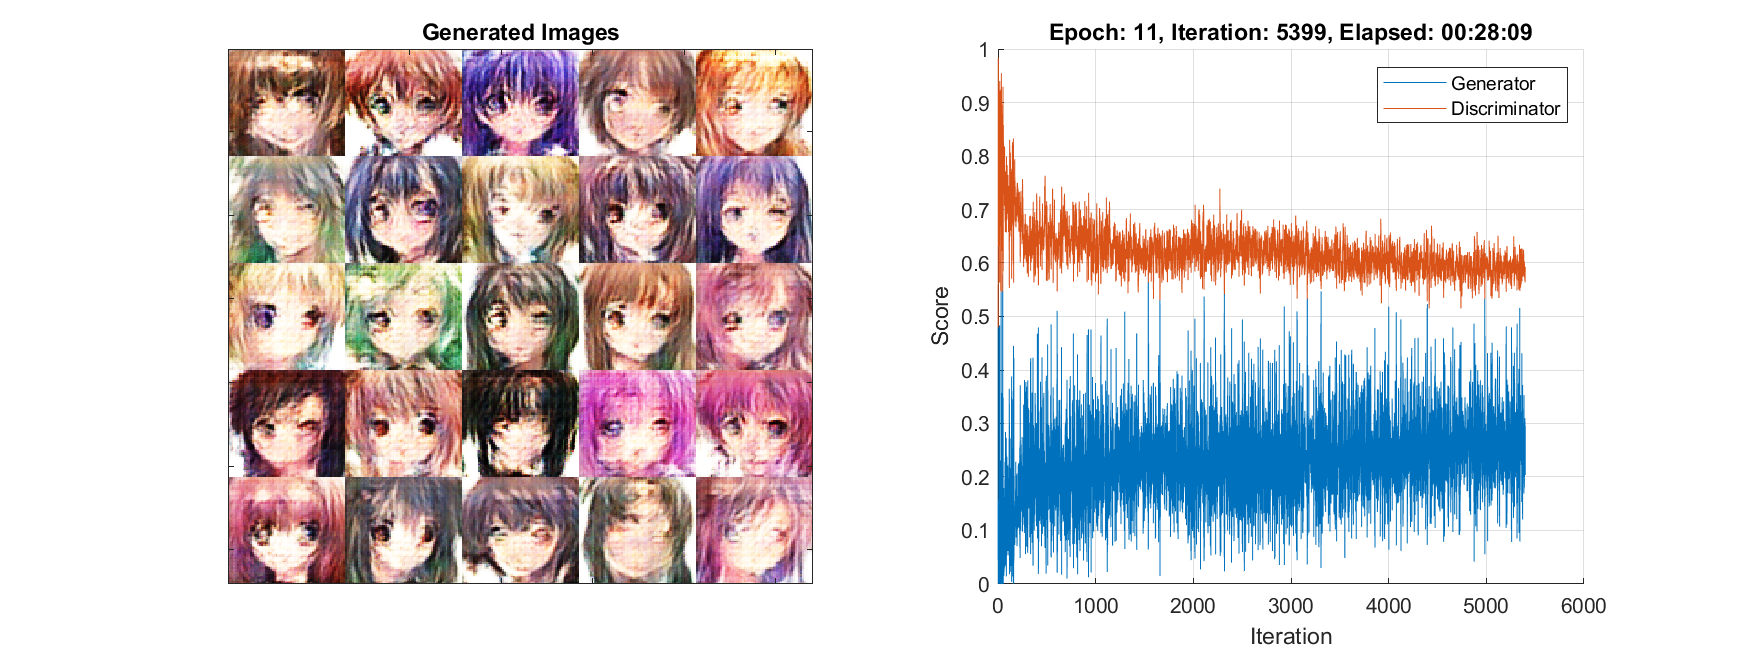 Generated Images
Epoch: 11, Iteration: 5399, Elapsed: 00:28:09
Generator
Discriminator
1
0.9
0.8
0.7
0.6
0.5
0.4
0.3
0.2
0.1
0
Score
0 1000 2000 3000 4000 5000 6000
Iteration